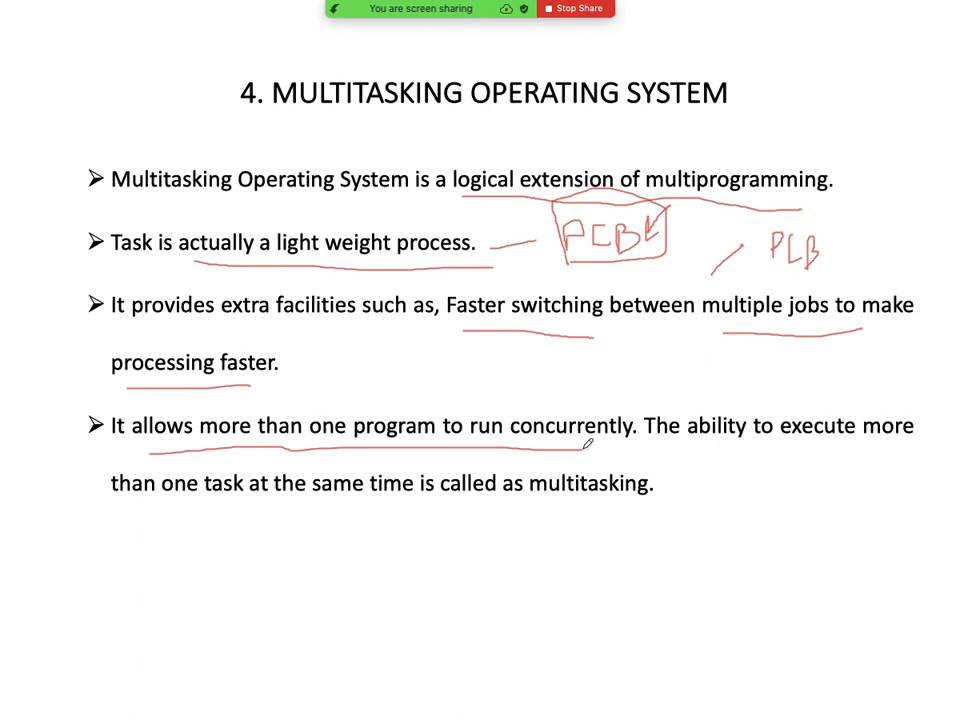 You are screen sharing
Stop Share
4. MULTITASKING OPERATING SYSTEM
➢ Multitasking Operating System is a logical extension of multiprogramming.
➢ Task is actually a light weight process.
PCB
PCB
➢ It provides extra facilities such as, Faster switching between multiple jobs to make
processing faster.
➢ It allows more than one program to run concurrently. The ability to execute more
than one task at the same time is called as multitasking.